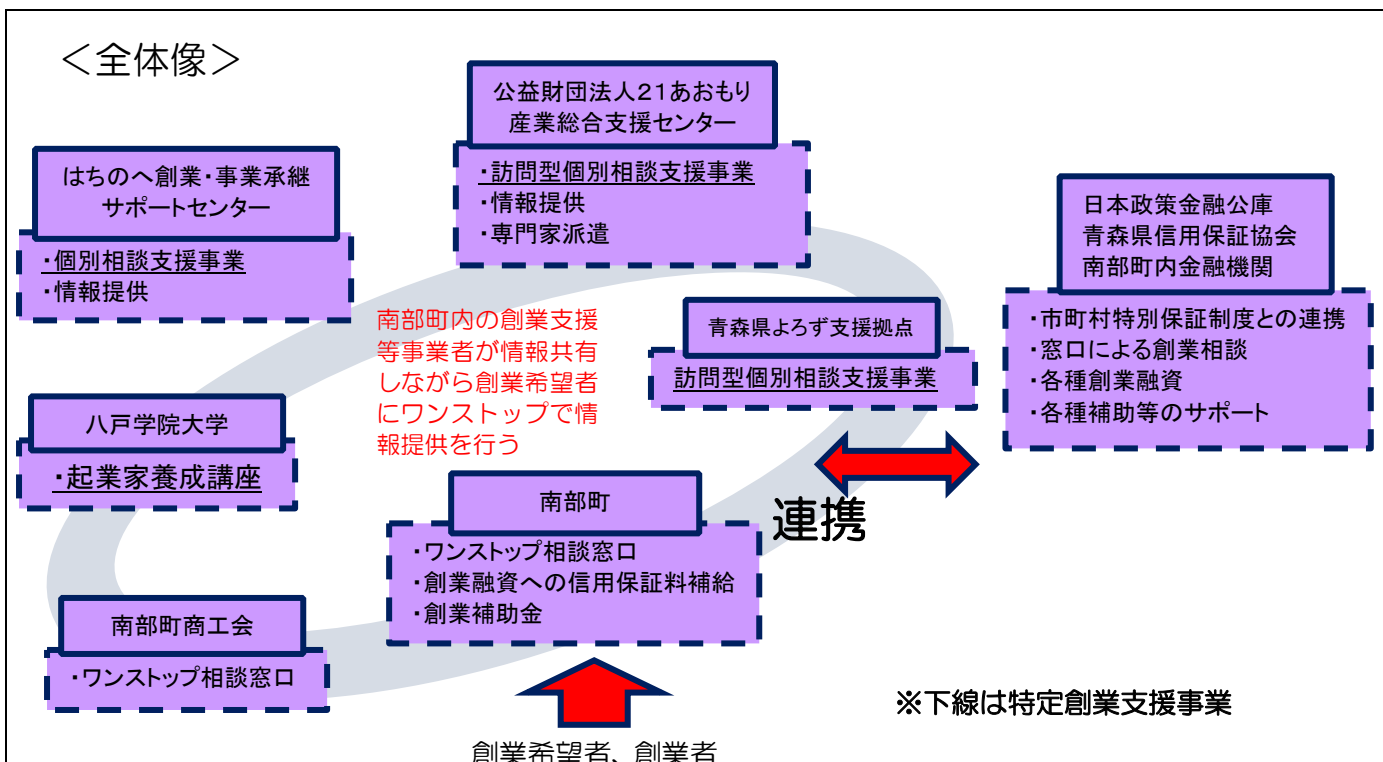 ＜全体像＞
公益財団法人２１あおもり
産業総合支援センター
・訪問型個別相談支援事業
・情報提供
・専門家派遣
はちのへ創業・事業承継
サポートセンター
・個別相談支援事業
・情報提供
日本政策金融公庫
青森県信用保証協会
南部町内金融機関
・市町村特別保証制度との連携
・窓口による創業相談
・各種創業融資
・各種補助等のサポート
南部町内の創業支援
等事業者が情報共有
しながら創業希望者
にワンストップで情
報提供を行う
青森県よろず支援拠点
訪問型個別相談支援事業
八戸学院大学
・起業家養成講座
連携
南部町
・ワンストップ相談窓口
・創業融資への信用保証料補給
・創業補助金
南部町商工会
・ワンストップ相談窓口
※下線は特定創業支援事業
創業希望者、創業者